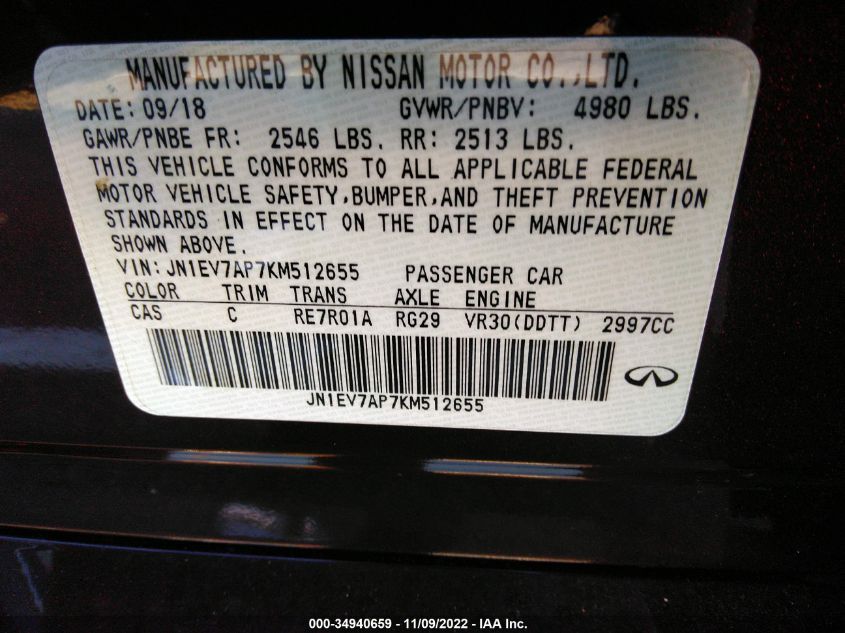 MANUFACTURED BY NISSAN MOTOR CO.,LTD.
DATE: 09/18 GVWR/PNBV: 4980 LBS.
GAWR/PNBE FR: 2546 LBS. RR: 2513 LBS.
THIS VEHICLE CONFORMS TO ALL APPLICABLE FEDERAL
MOTOR VEHICLE SAFETY,BUMPER,AND THEFT PREVENTION
STANDARDS IN EFFECT ON THE DATE OF MANUFACTURE
SHOWN ABOVE.
VIN: JN1EV7AP7KM512655 PASSENGER CAR
COLOR TRIM TRANS AXLE ENGINE
CAS C RE7R01A RG29 VR30(DDTT) 2997CC
JN1EV7AP7KM512655
000-34940659 - 11/09/2022 - IAA Inc.